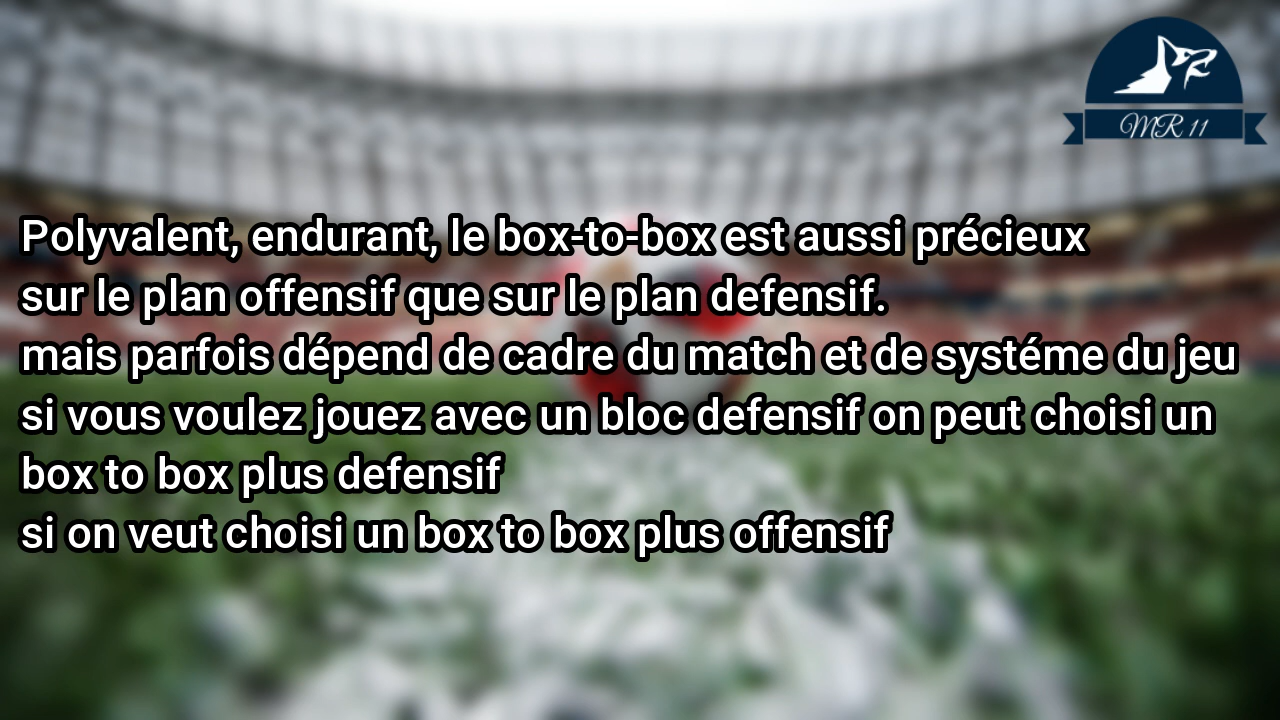 MR 11
Polyvalent, endurant, le box-to-box est aussi précieux
sur le plan offensif que sur le plan defensif.
mais parfois dépend de cadre du match et de systéme du jeu
si vous voulez jouez avec un bloc defensif on peut choisi un
box to box plus defensif
si on veut choisi un box to box plus offensif